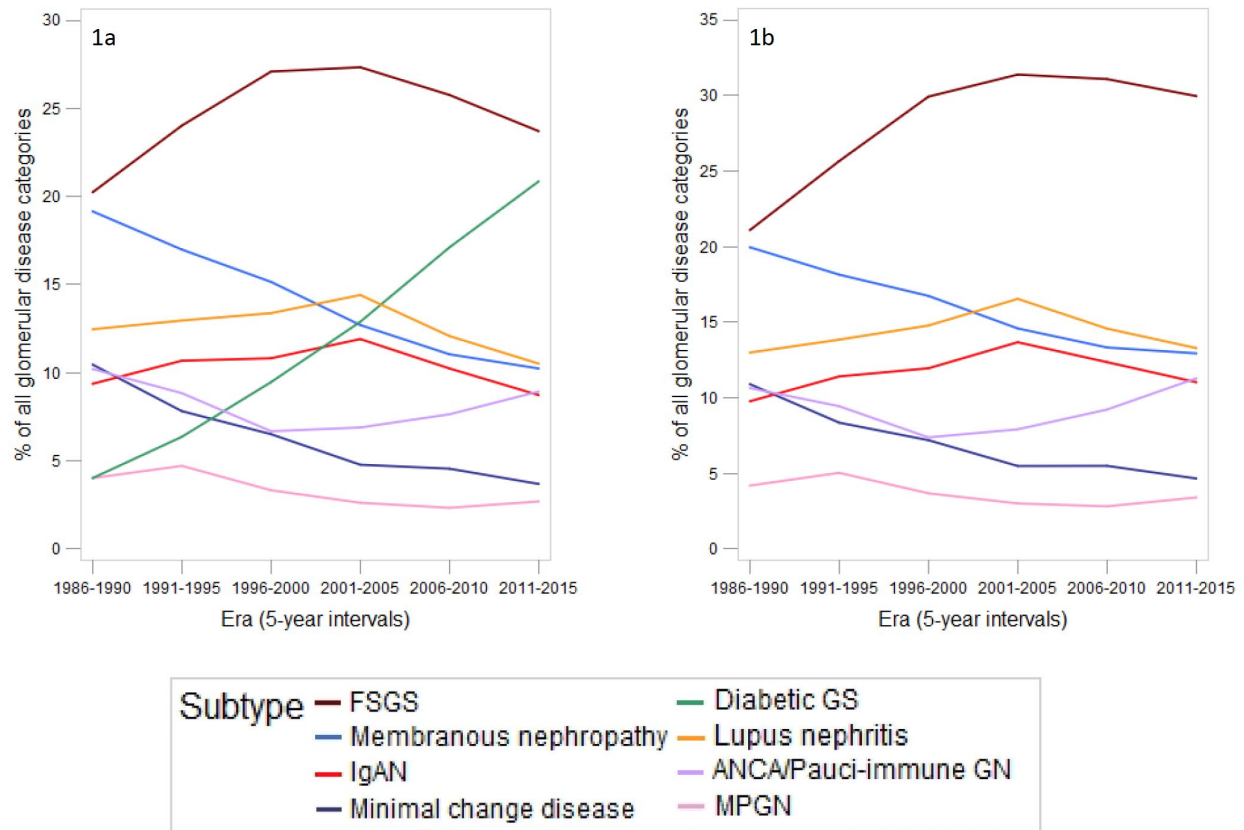 1a
% of all glomerular disease categories
30
25
20
15
10
5
0
1986-1990 1991-1995 1996-2000 2001-2005 2006-2010 2011-2015
Era (5-year intervals)
1b
% of all glomerular disease categories
35
30
25
20
15
10
5
0
1986-1990 1991-1995 1996-2000 2001-2005 2006-2010 2011-2015
Era (5-year intervals)
Subtype
FSGS
Diabetic GS
Membranous nephropathy
Lupus nephritis
IgAN
ANCA/Pauci-immune GN
Minimal change disease
MPGN